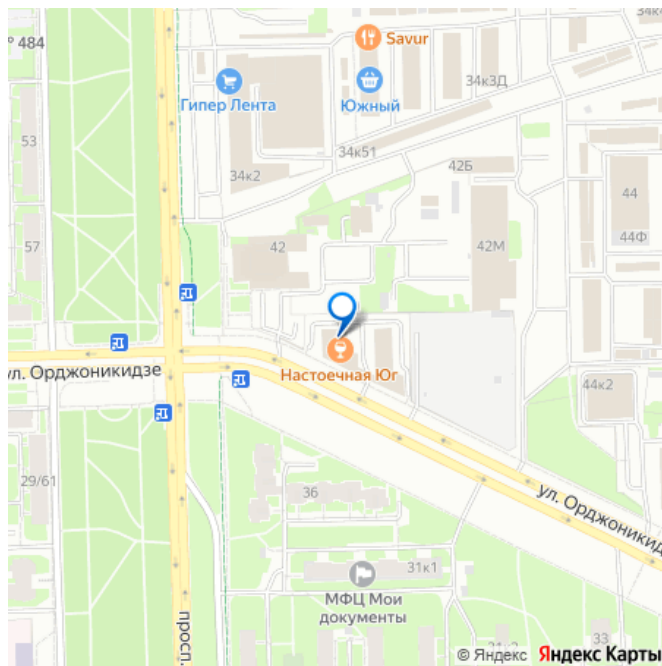 Savur
№ 484
34к3Д
Гипер Лента
Южный
53
34к51
42Б
34к2
44
57
42
42М
44Ф
ул. Орджоникидзе
Настоечная Юг
44к2
29/61
36
ул. Орджоникидз
31к1
МФЦ Мои
документы
просп.
33
© Яндекс Яндекс Карты